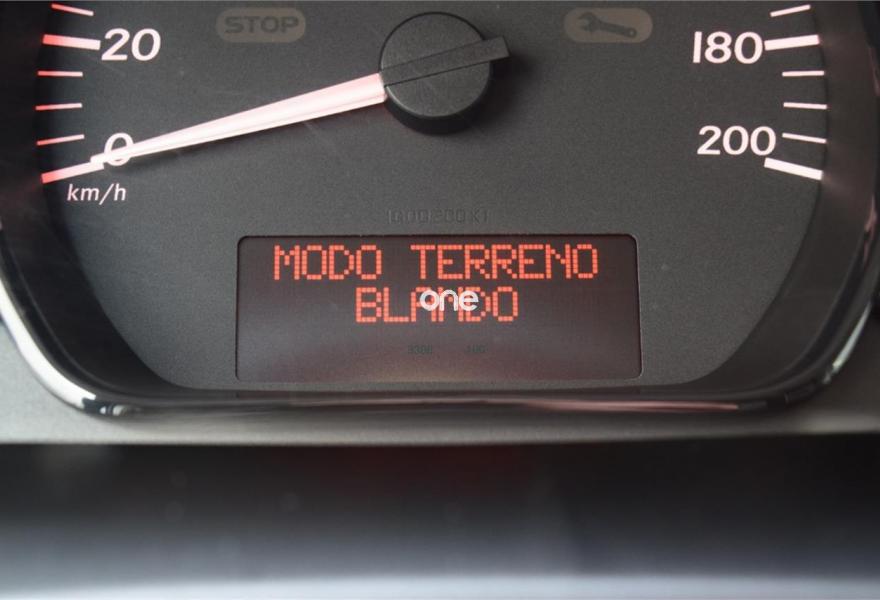 STOP
20
180
0
200
km/h
MODO TERRENO
BLANDO
one